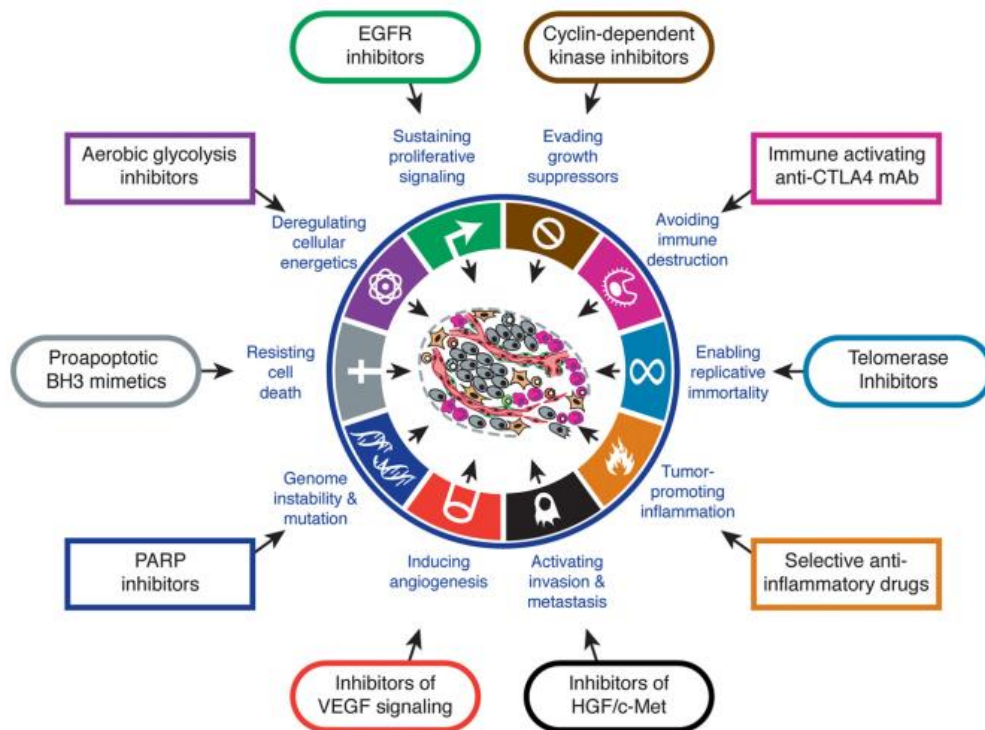 EGFR
inhibitors
Cyclin-dependent
kinase inhibitors
Sustaining
proliferative
signaling
Evading
growth
suppressors
Aerobic glycolysis
inhibitors
Immune activating
anti-CTLA4 mAb
Deregulating
cellular
energetics
Avoiding
immune
destruction
Proapoptotic
BH3 mimetics
Resisting
cell
death
Enabling
replicative
immortality
Telomerase
Inhibitors
Genome
instability &
mutation
Tumor-
promoting
inflammation
PARP
inhibitors
Inducing
angiogenesis
Activating
invasion &
metastasis
Selective anti-
inflammatory drugs
Inhibitors of
VEGF signaling
Inhibitors of
HGF/c-Met